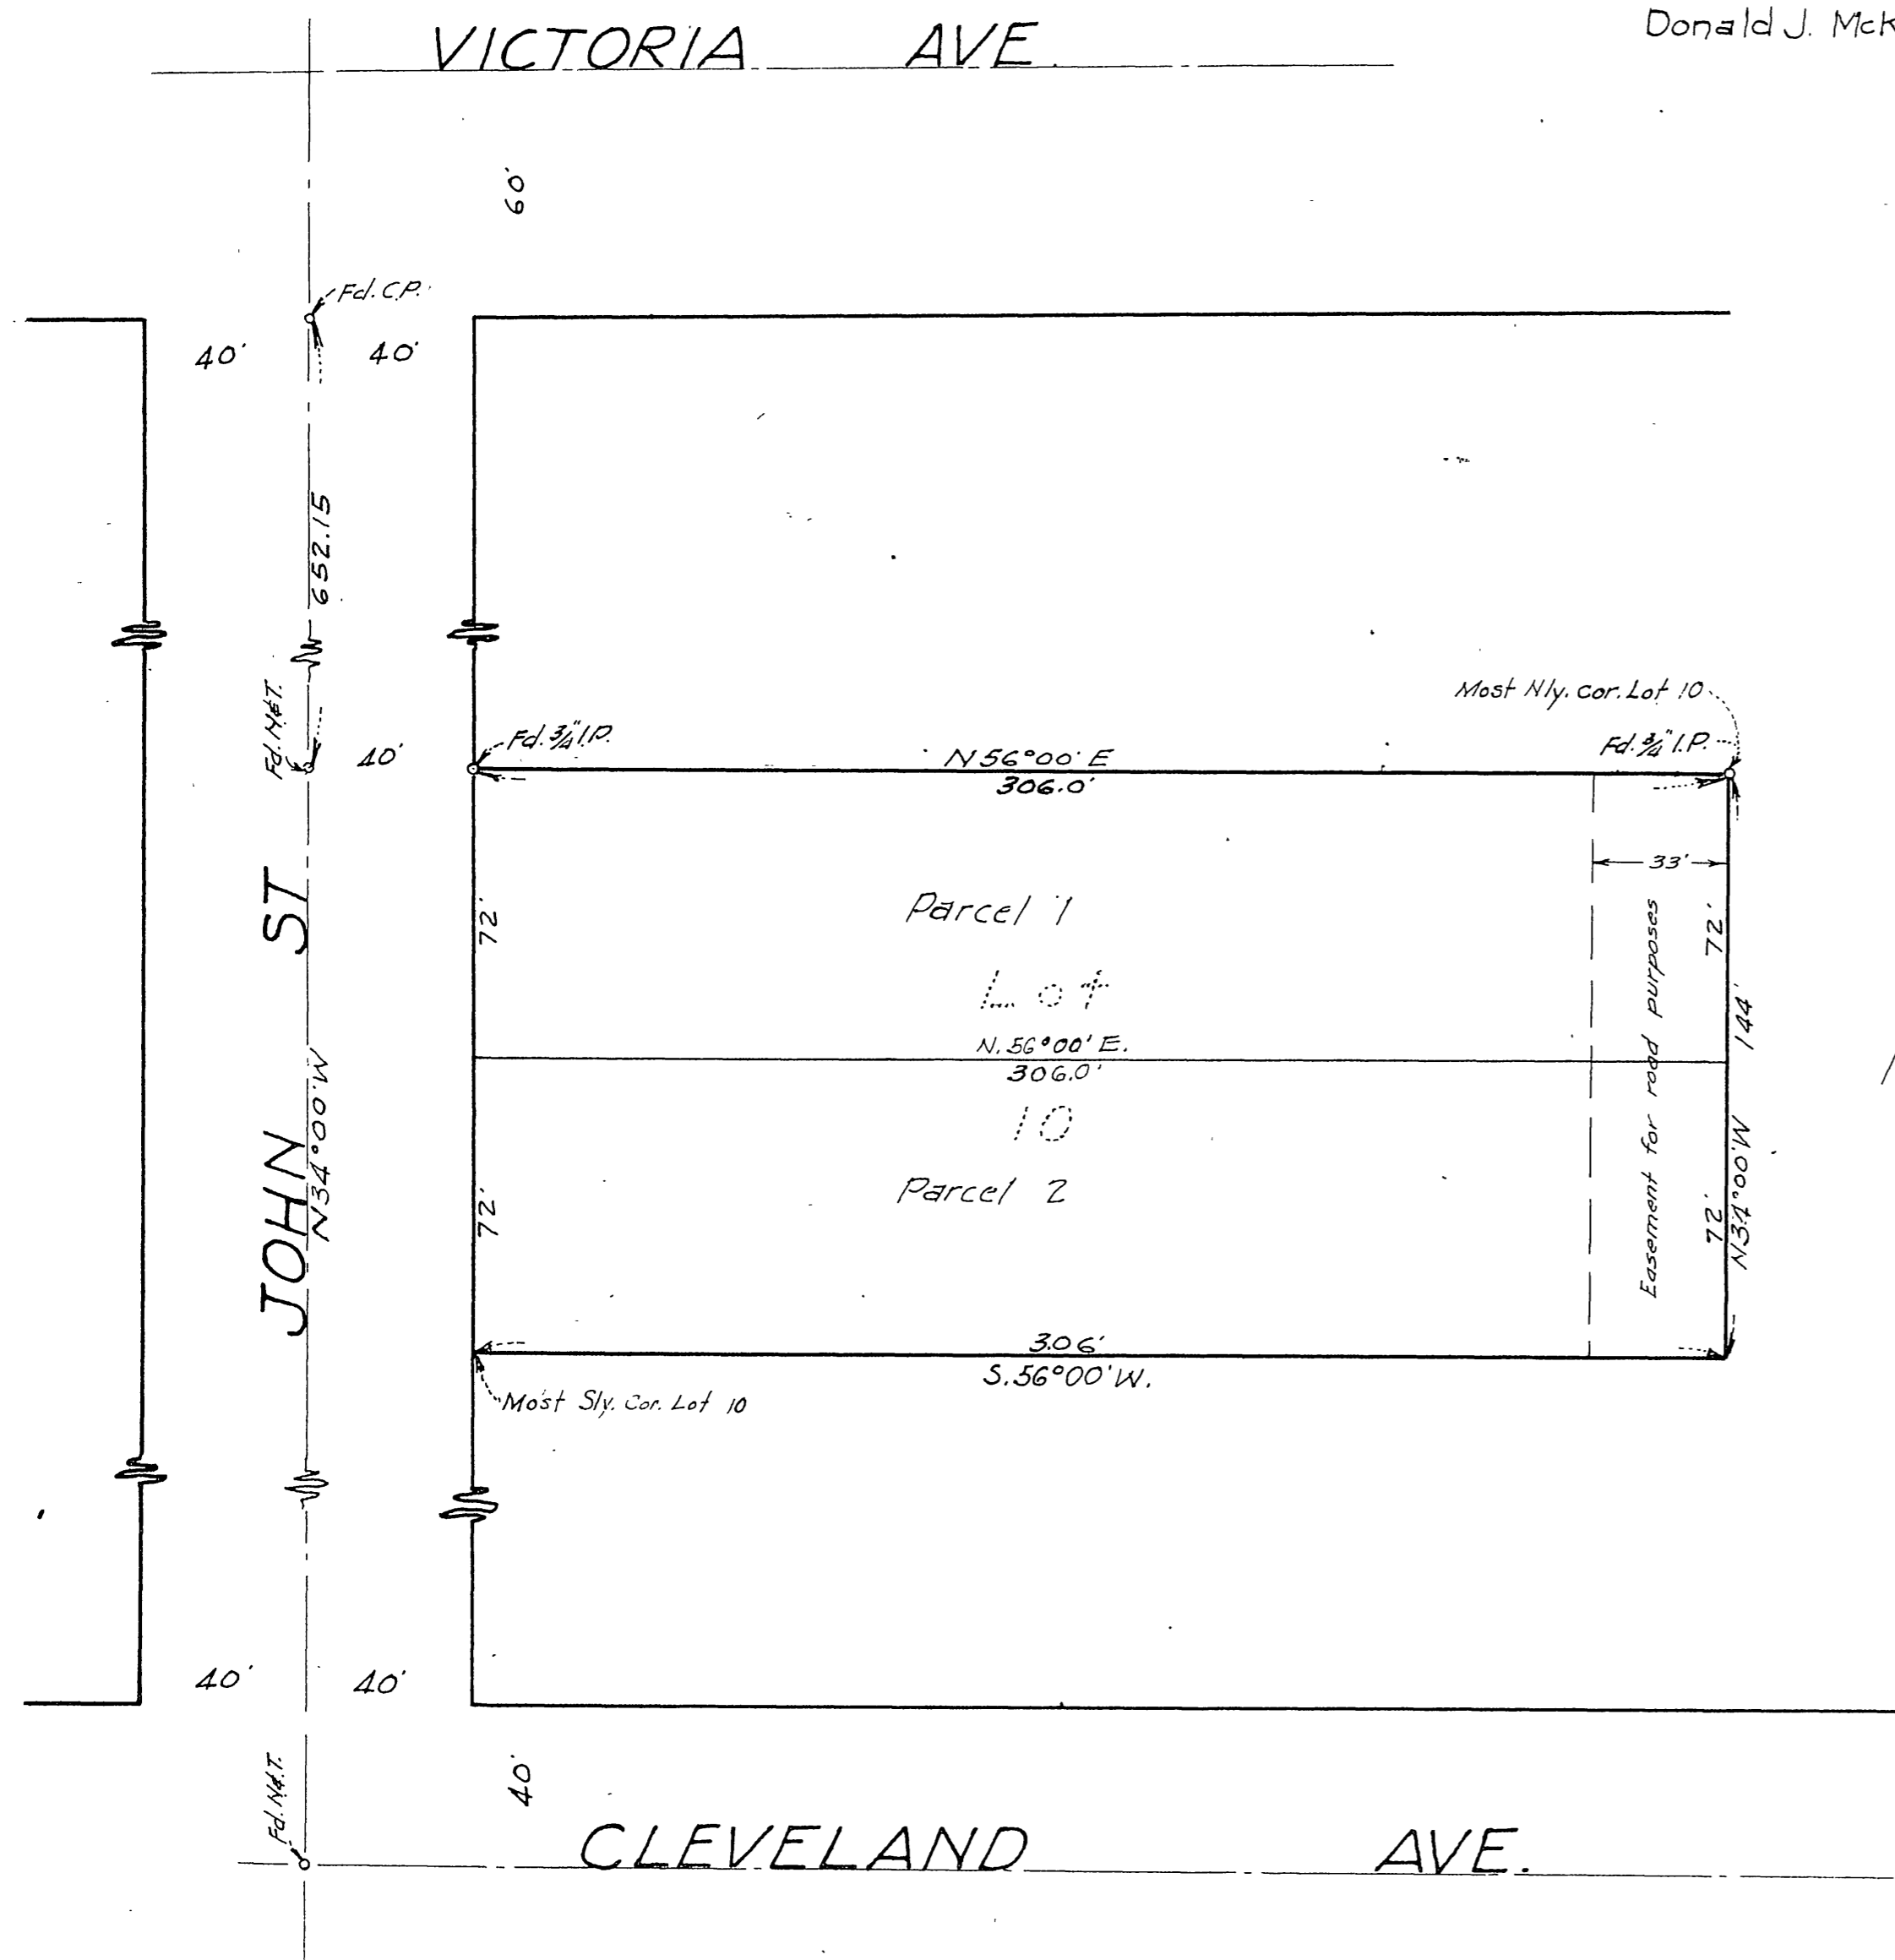 Donald J. McK
VICTORIA AVE.
60'
Fd. C.P.
40'
40'
652.15
Most Nly. cor. Lot 10
Fd. N&T.
40'
Fd. 3/4" I.P.
N 56°00' E
306.0'
Fd. 3/4" I.P.
33'
72'
Parcel 1
72'
Lot
Easement for road purposes
144'
N. 56°00' E.
306.0'
JOHN ST
N34°00'W
10
72'
Parcel 2
72'
N34°00'W
306'
S. 56°00' W.
Most Sly. Cor. Lot 10
40'
40'
Fd. N&T.
40'
CLEVELAND AVE.